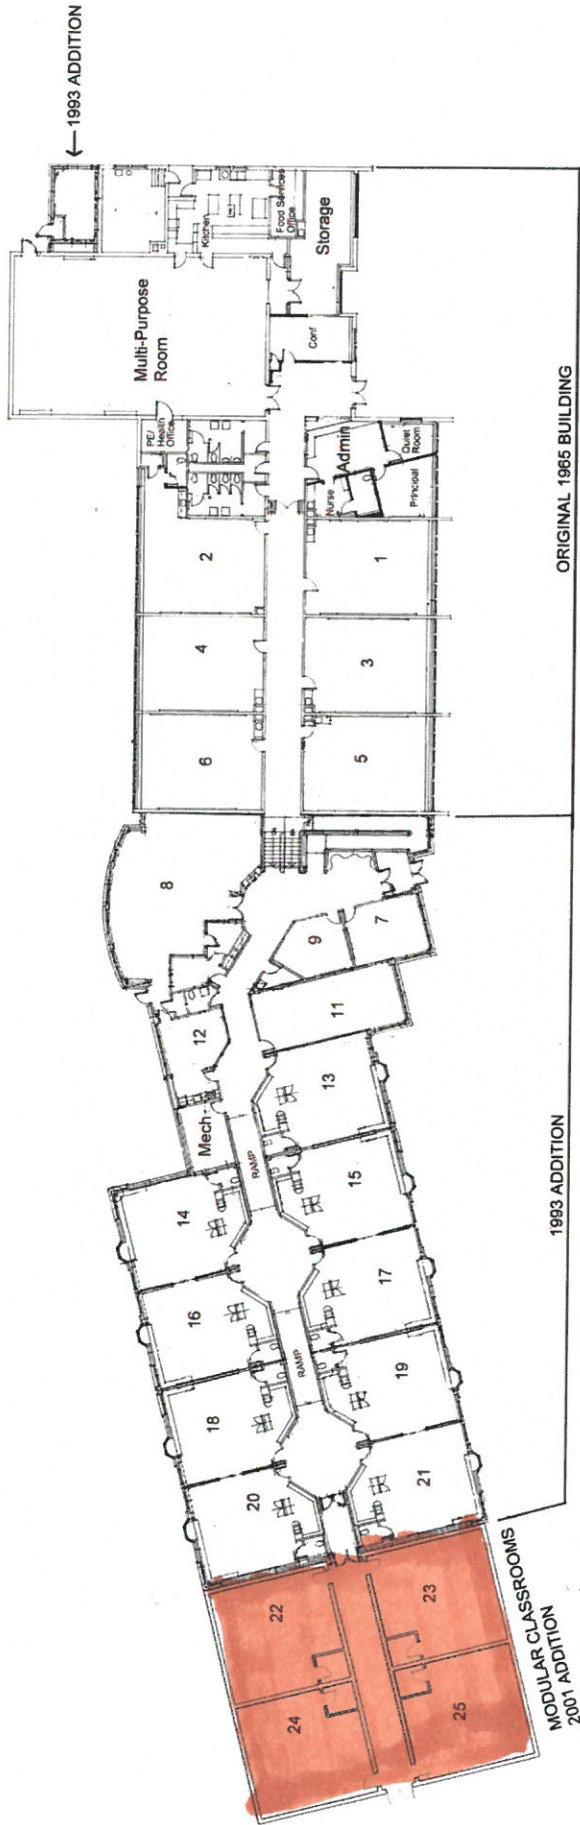 ← 1993 ADDITION
Multi-Purpose
Room
Kitchen
Food Services
Office
Storage
Conf
PE/
Health
Office
Admin
Nurse
Quiet
Room
Principal
2
1
4
3
6
5
ORIGINAL 1965 BUILDING
8
7
9
11
12
13
Mech
RAMP
14
15
16
17
RAMP
18
19
20
21
1993 ADDITION
22
23
24
25
MODULAR CLASSROOMS
2001 ADDITION